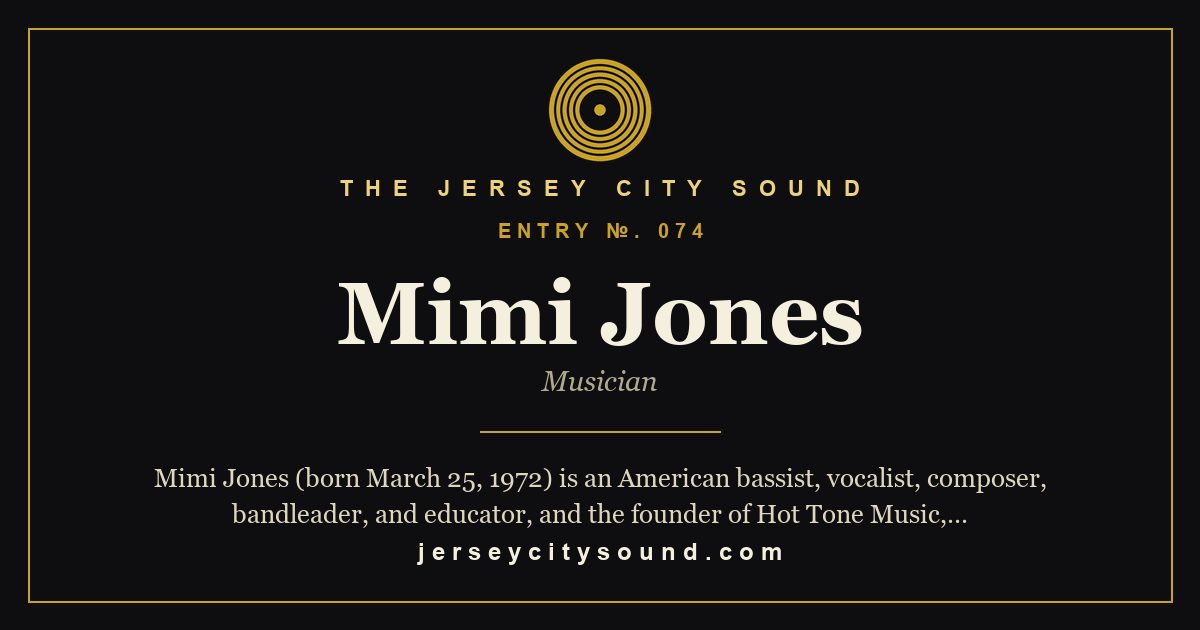 THE JERSEY CITY SOUND
ENTRY №. 074
Mimi Jones
Musician
Mimi Jones (born March 25, 1972) is an American bassist, vocalist, composer,
bandleader, and educator, and the founder of Hot Tone Music,...
jerseycitysound.com